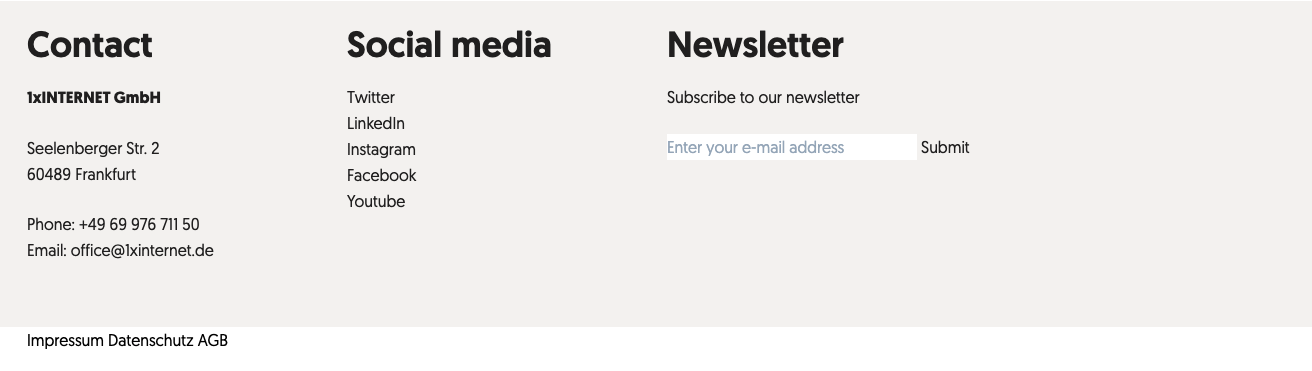 Contact
1xINTERNET GmbH
Seelenberger Str. 2
60489 Frankfurt
Phone: +49 69 976 711 50
Email: office@1xinternet.de
Social media
Twitter
LinkedIn
Instagram
Facebook
Youtube
Newsletter
Subscribe to our newsletter
Enter your e-mail address Submit
Impressum Datenschutz AGB